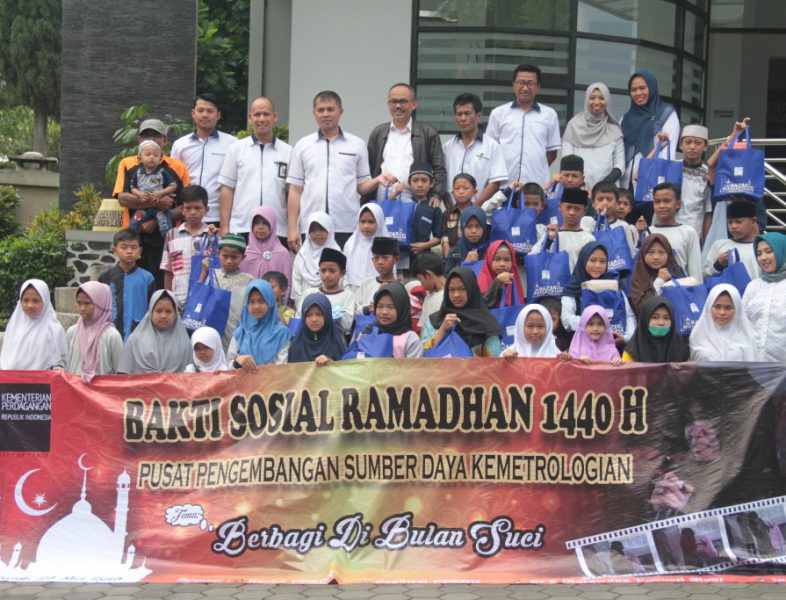 KEMENTERIAN
PERDAGANGAN
REPUBLIK INDONESIA
BAKTI SOSIAL RAMADHAN 1440 H
PUSAT PENGEMBANGAN SUMBER DAYA KEMETROLOGIAN
Tema:
Berbagi Di Bulan Suci